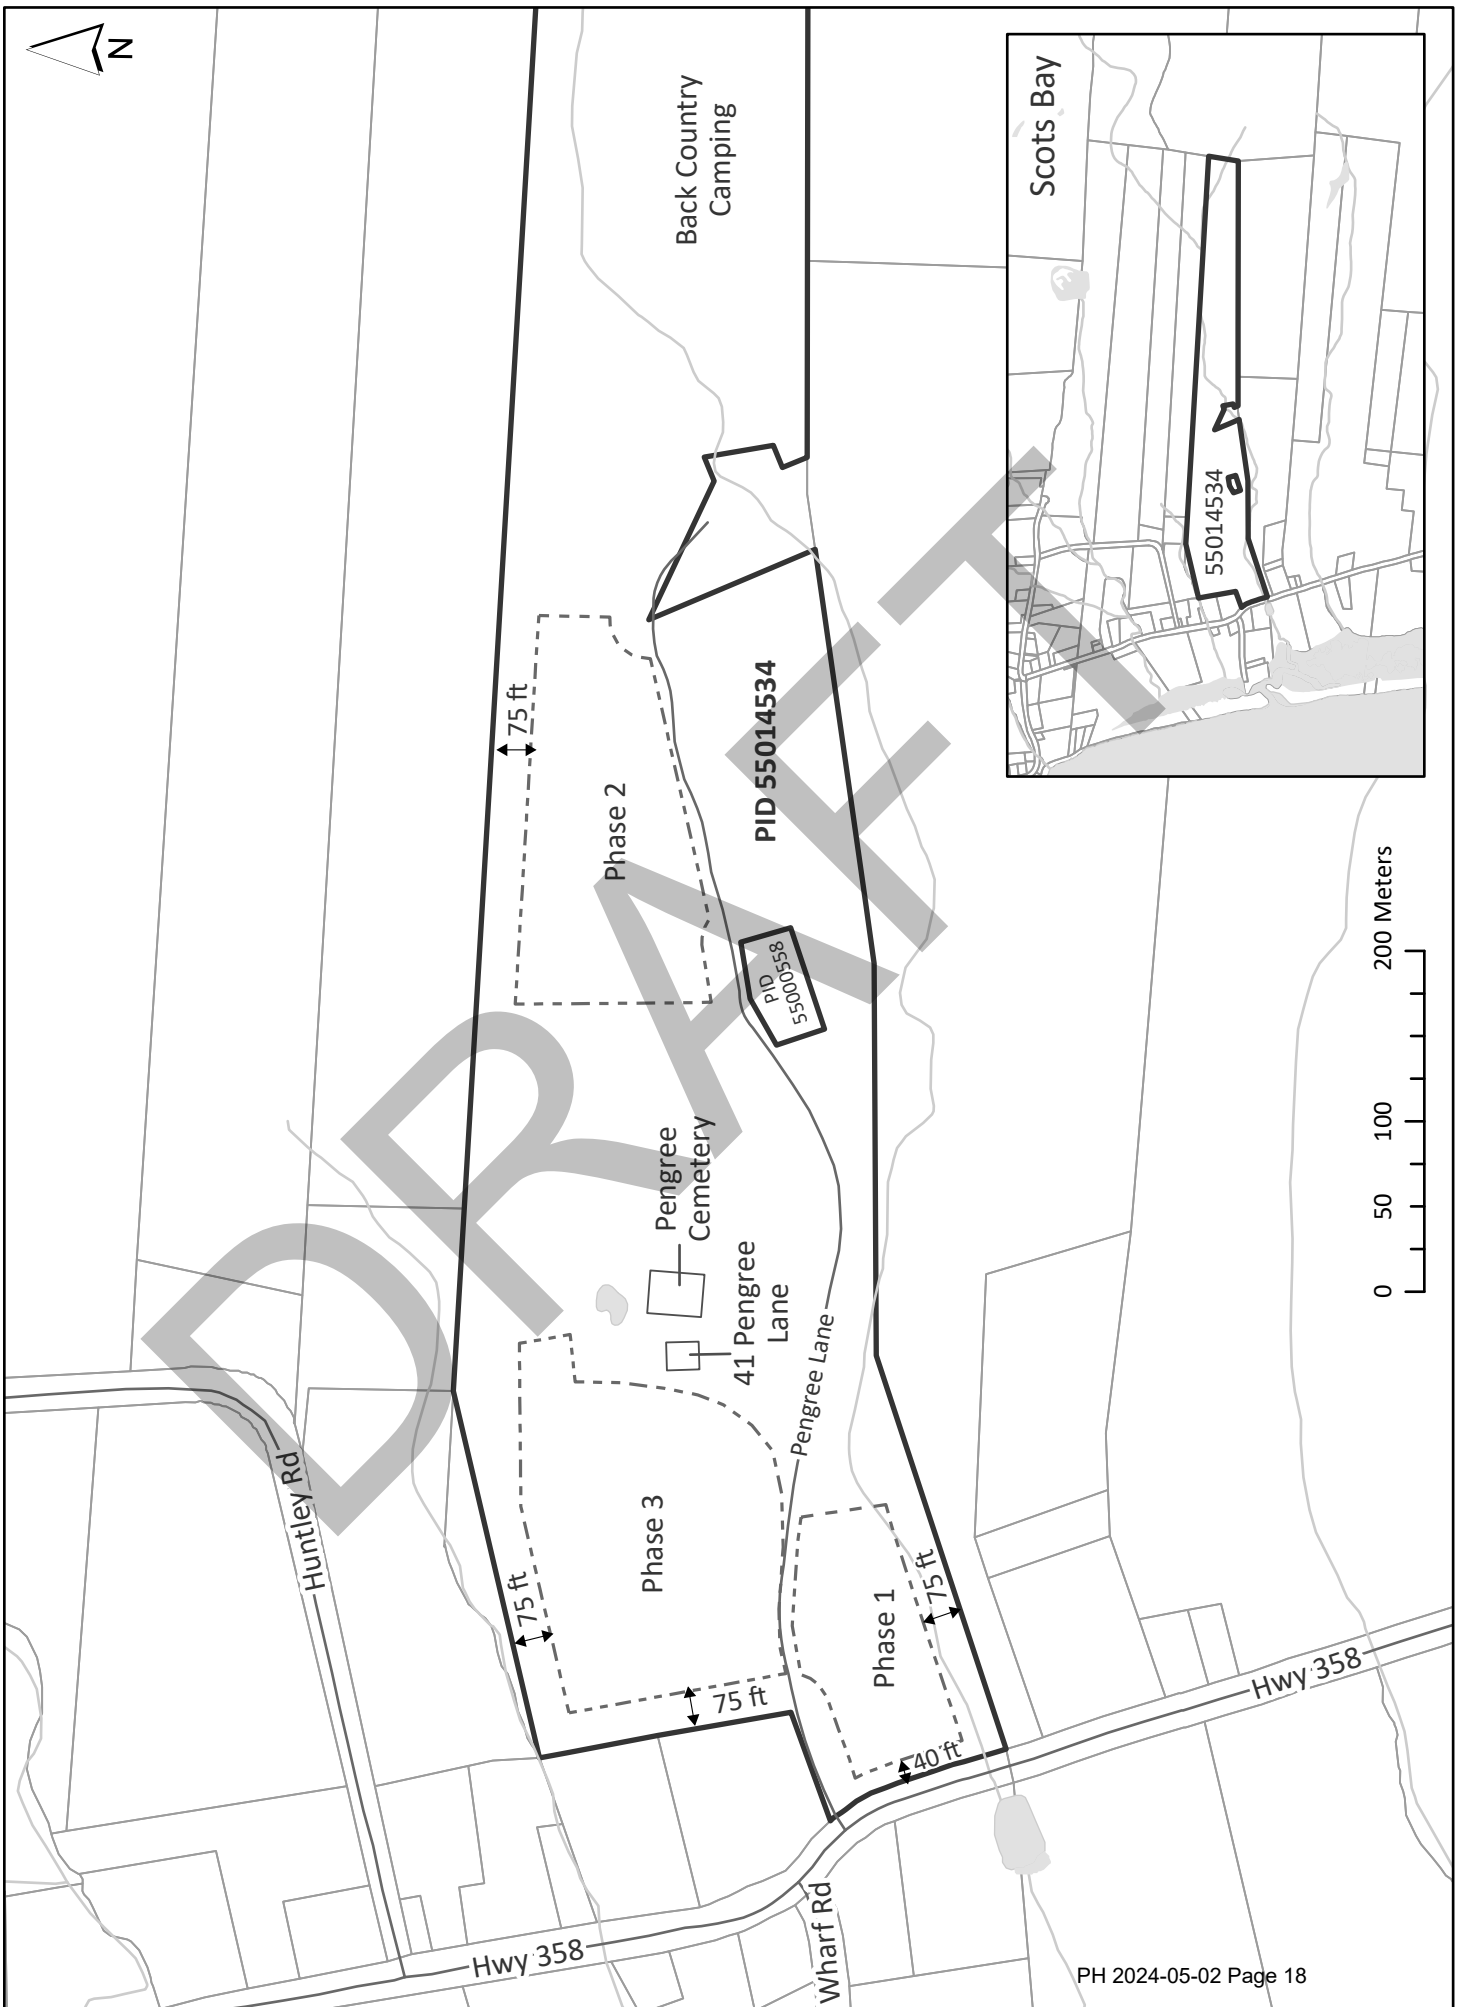 N
Back Country
Camping
Scots Bay
55014534
75 ft
Phase 2
PID 55014534
PID
55000558
DRAFT
Pengree
Cemetery
41 Pengree
Lane
Pengree Lane
Huntley Rd
Phase 3
75 ft
75 ft
Phase 1
75 ft
40 ft
Hwy 358
Hwy 358
Wharf Rd
0 50 100 200 Meters
PH 2024-05-02 Page 18